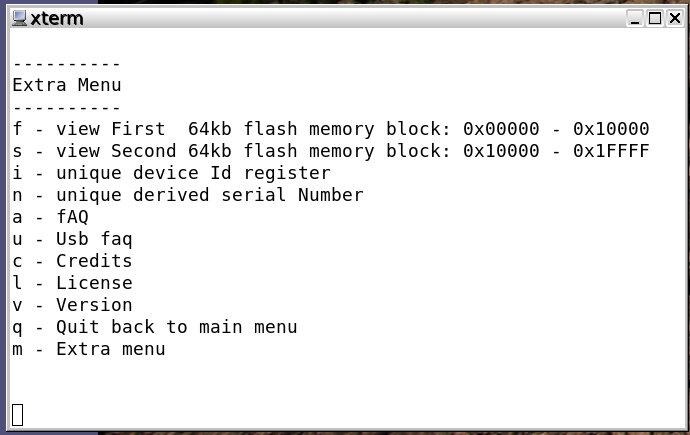 xterm
----------
Extra Menu
----------
f - view First  64kb flash memory block: 0x00000 - 0x10000
s - view Second 64kb flash memory block: 0x10000 - 0x1FFFF
i - unique device Id register
n - unique derived serial Number
a - fAQ
u - Usb faq
c - Credits
l - License
v - Version
q - Quit back to main menu
m - Extra menu